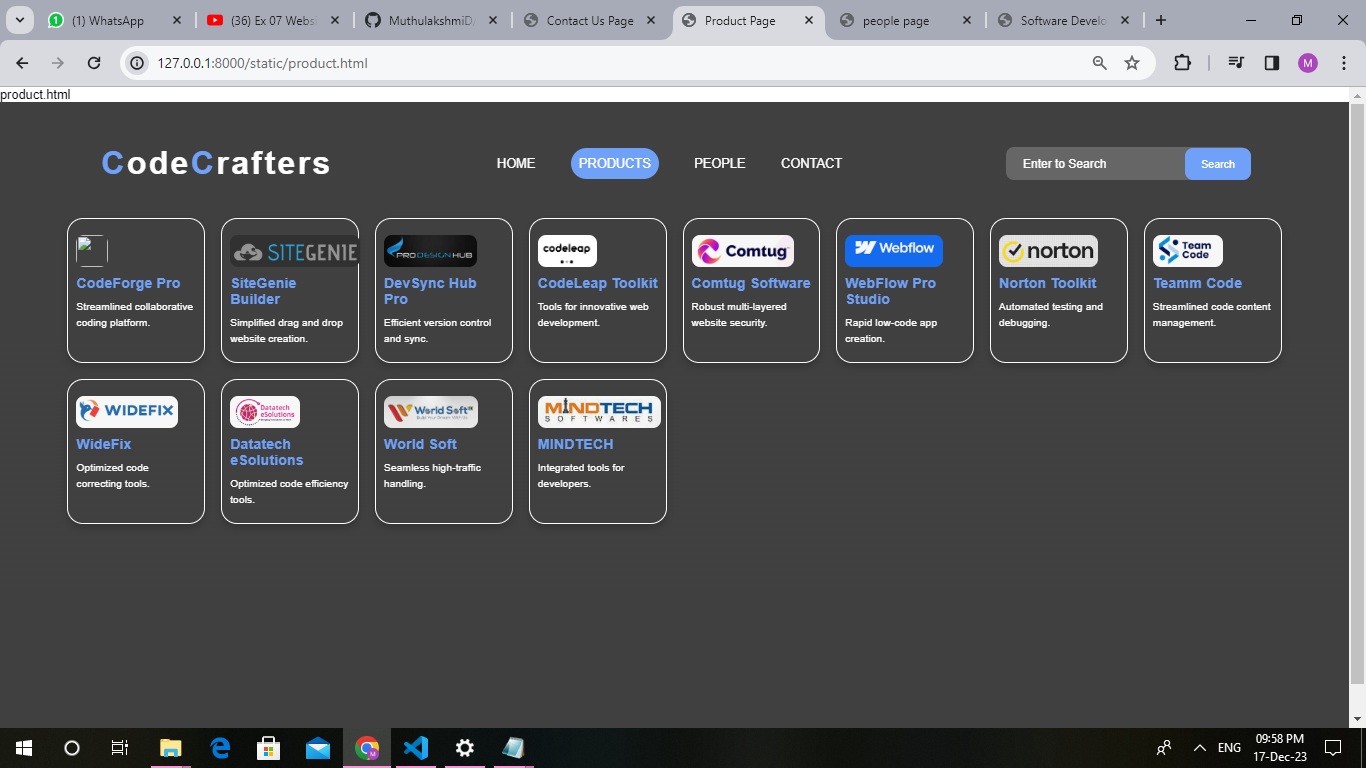 (1) WhatsApp
(36) Ex 07 Websi
MuthulakshmiD
Contact Us Page
Product Page
people page
Software Develo
127.0.0.1:8000/static/product.html
M
product.html
CodeCrafters
HOME
PRODUCTS
PEOPLE
CONTACT
Enter to Search
Search
SITEGENIE
PRO DESIGN HUB
codeleap
Comtug
Webflow
norton
Team
Code
CodeForge Pro
SiteGenie
Builder
DevSync Hub
Pro
CodeLeap Toolkit
Comtug Software
WebFlow Pro
Studio
Norton Toolkit
Teamm Code
Streamlined collaborative
coding platform.
Simplified drag and drop
website creation.
Efficient version control
and sync.
Tools for innovative web
development.
Robust multi-layered
website security.
Rapid low-code app
creation.
Automated testing and
debugging.
Streamlined code content
management.
WIDEFIX
Datatech
eSolutions
World Soft
MINDTECH
SOFTWARES
WideFix
Datatech
eSolutions
World Soft
MINDTECH
Optimized code
correcting tools.
Optimized code efficiency
tools.
Seamless high-traffic
handling.
Integrated tools for
developers.
ENG
09:58 PM
17-Dec-23